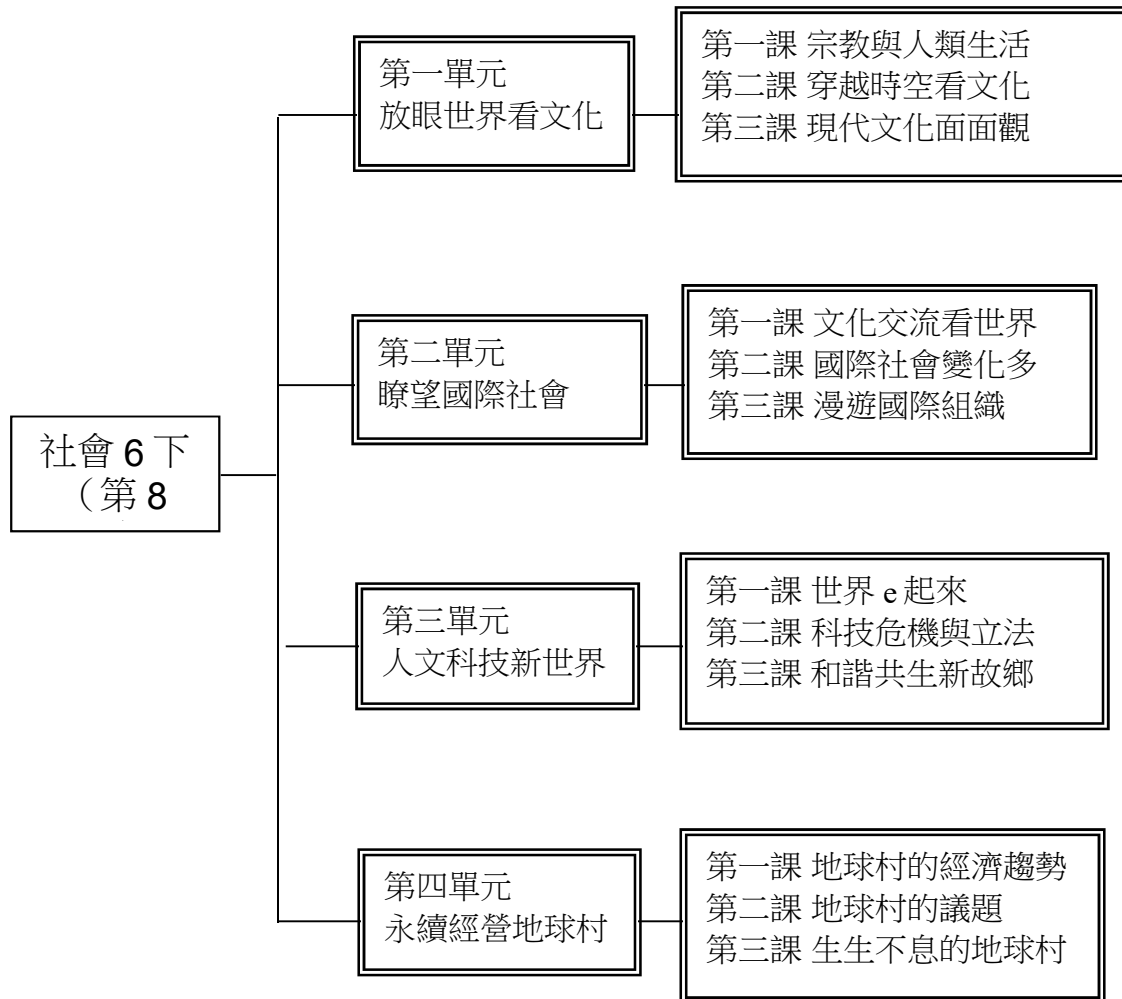 社會 6 下
（第 8
第一單元
放眼世界看文化
第一課 宗教與人類生活
第二課 穿越時空看文化
第三課 現代文化面面觀
第二單元
瞭望國際社會
第一課 文化交流看世界
第二課 國際社會變化多
第三課 漫遊國際組織
第三單元
人文科技新世界
第一課 世界 e 起來
第二課 科技危機與立法
第三課 和諧共生新故鄉
第四單元
永續經營地球村
第一課 地球村的經濟趨勢
第二課 地球村的議題
第三課 生生不息的地球村